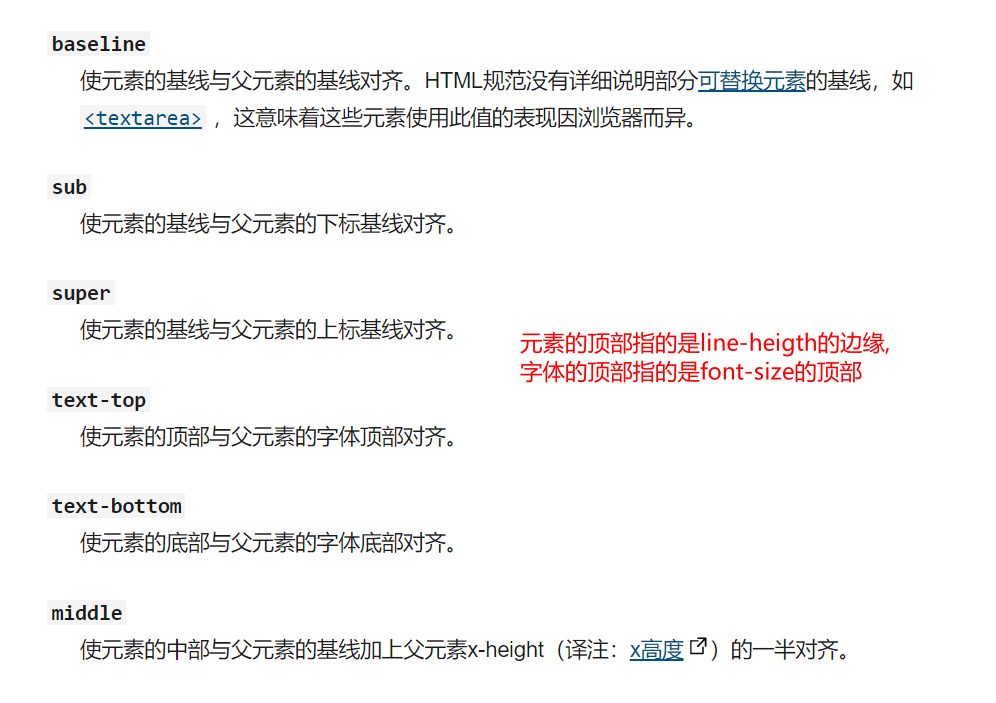 baseline
使元素的基线与父元素的基线对齐。HTML规范没有详细说明部分可替换元素的基线，如
<textarea> ，这意味着这些元素使用此值的表现因浏览器而异。
sub
使元素的基线与父元素的下标基线对齐。
super
使元素的基线与父元素的上标基线对齐。
元素的顶部指的是line-heigth的边缘,
字体的顶部指的是font-size的顶部
text-top
使元素的顶部与父元素的字体顶部对齐。
text-bottom
使元素的底部与父元素的字体底部对齐。
middle
使元素的中部与父元素的基线加上父元素x-height（译注：x高度）的一半对齐。